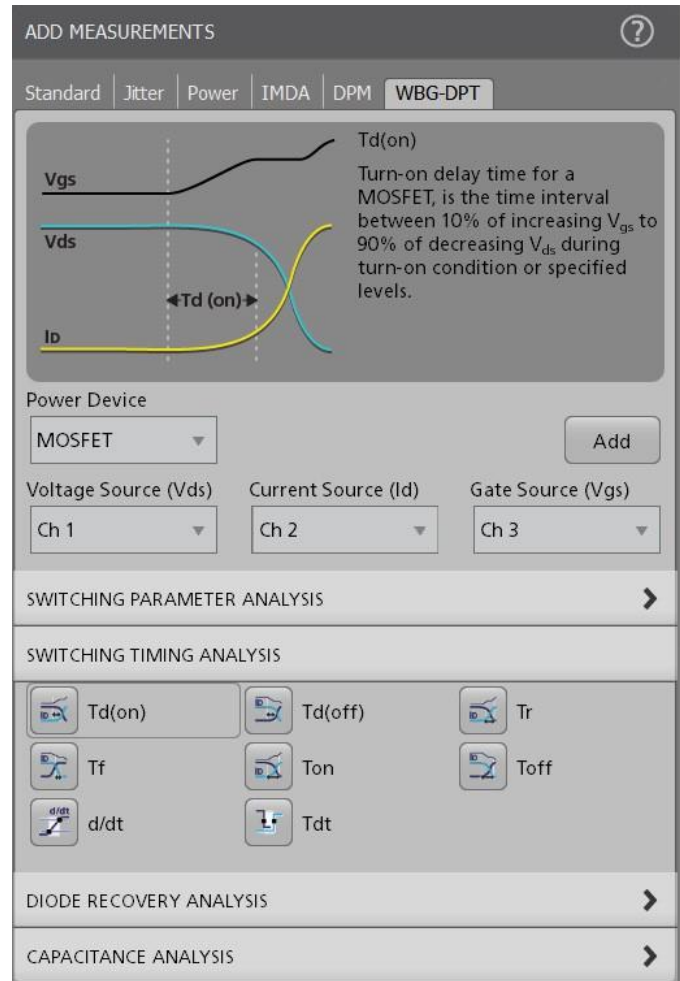 ADD MEASUREMENTS ?
Standard Jitter Power IMDA DPM WBG-DPT
Vgs
Vds
Td (on)
ID
Td(on)
Turn-on delay time for a
MOSFET, is the time interval
between 10% of increasing Vgs to
90% of decreasing Vds during
turn-on condition or specified
levels.
Power Device
MOSFET
Add
Voltage Source (Vds) Current Source (Id) Gate Source (Vgs)
Ch 1 Ch 2 Ch 3
SWITCHING PARAMETER ANALYSIS
SWITCHING TIMING ANALYSIS
Td(on) Td(off) Tr
Tf Ton Toff
d/dt d/dt Tdt
DIODE RECOVERY ANALYSIS
CAPACITANCE ANALYSIS